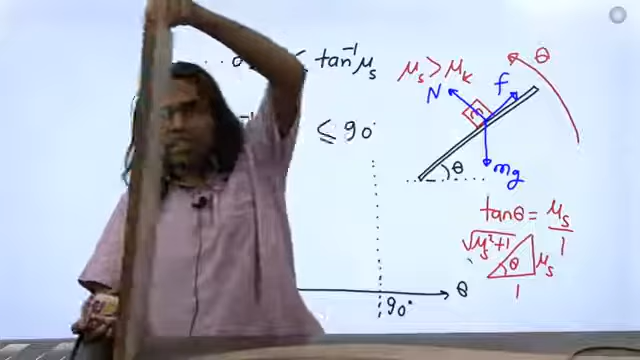 tan⁻¹μₛ
≤ 90°
μₛ > μₖ
θ
N
f
m
θ
mg
tanθ = μₛ/1
√μₛ²+1
θ
μₛ
1
θ
90°